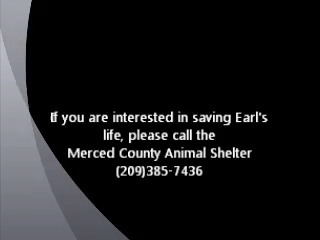 If you are interested in saving Earl's
life, please call the
Merced County Animal Shelter
(209)385-7436